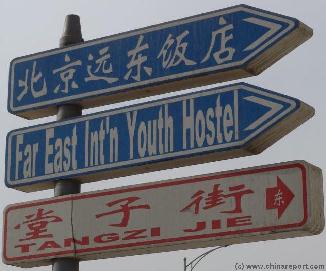 北京远东饭店
Far East Int'n Youth Hostel
堂子街
东
TANGZI JIE
(c) www.chinareport.com